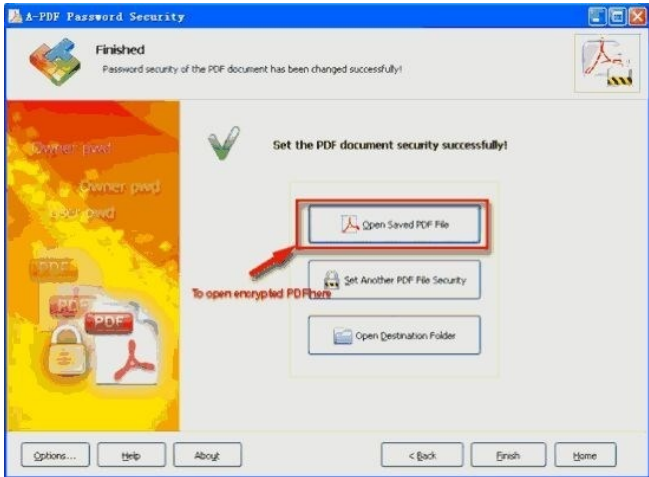 A-PDF Password Security
Finished
Password security of the PDF document has been changed successfully!
Owner pwd
Owner pwd
User pwd
Set the PDF document security successfully!
Open Saved PDF File
To open encrypted PDF here
Set Another PDF File Security
Open Destination Folder
PDF
PDF
PDF
Options...
Help
About
< Back
Finish
Home